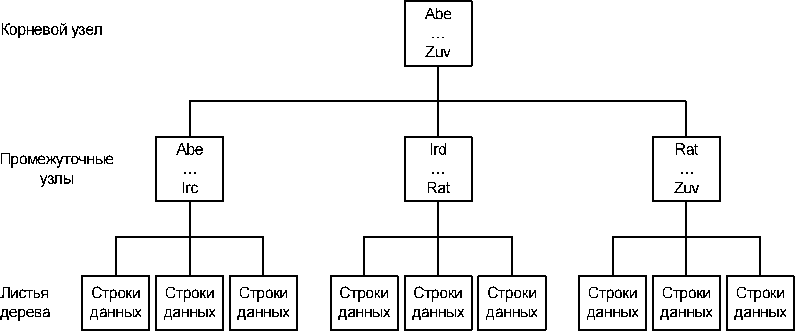 Корневой узел
Abe
...
Zuv
Промежуточные
узлы
Abe
...
Irc
Ird
...
Rat
Rat
...
Zuv
Листья
дерева
Строки
данных
Строки
данных
Строки
данных
Строки
данных
Строки
данных
Строки
данных
Строки
данных
Строки
данных
Строки
данных